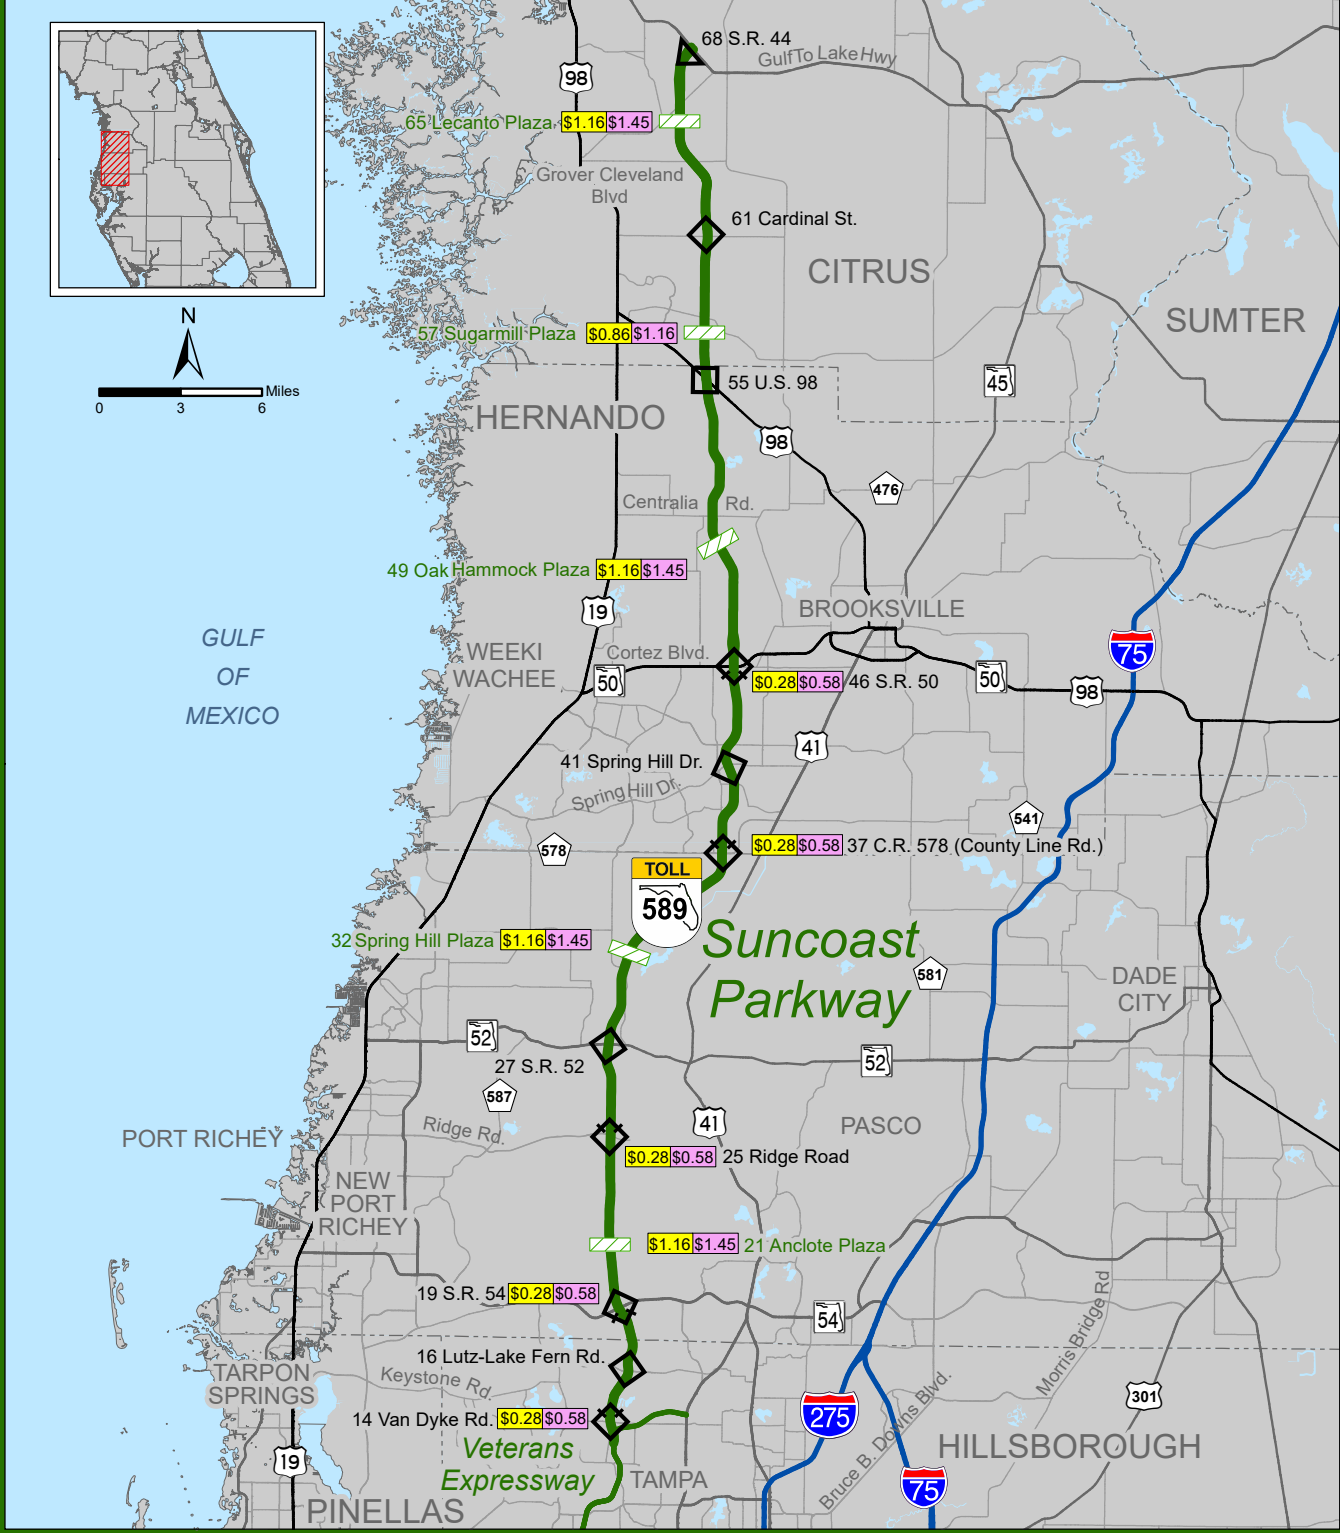 68 S.R. 44
Gulf To Lake Hwy
98
65 Lecanto Plaza $1.16 $1.45
Grover Cleveland
Blvd
61 Cardinal St.
CITRUS
SUMTER
N
57 Sugarmill Plaza $0.86 $1.16
45
55 U.S. 98
Miles
0 3 6
HERNANDO
98
476
Centralia Rd.
49 Oak Hammock Plaza $1.16 $1.45
19
BROOKSVILLE
GULF
OF
MEXICO
WEEKI
WACHEE
Cortez Blvd.
75
50
$0.28 $0.58 46 S.R. 50
50
98
41
41 Spring Hill Dr.
Spring Hill Dr.
541
578
$0.28 $0.58 37 C.R. 578 (County Line Rd.)
TOLL
589
32 Spring Hill Plaza $1.16 $1.45
Suncoast
Parkway
581
DADE
CITY
52
27 S.R. 52
52
587
Ridge Rd.
41
PASCO
PORT RICHEY
$0.28 $0.58 25 Ridge Road
NEW
PORT
RICHEY
$1.16 $1.45 21 Anclote Plaza
19 S.R. 54 $0.28 $0.58
54
Morris Bridge Rd
16 Lutz-Lake Fern Rd.
TARPON
SPRINGS
Keystone Rd.
301
14 Van Dyke Rd. $0.28 $0.58
275
Bruce B. Downs Blvd.
Veterans
Expressway
HILLSBOROUGH
19
TAMPA
75
PINELLAS